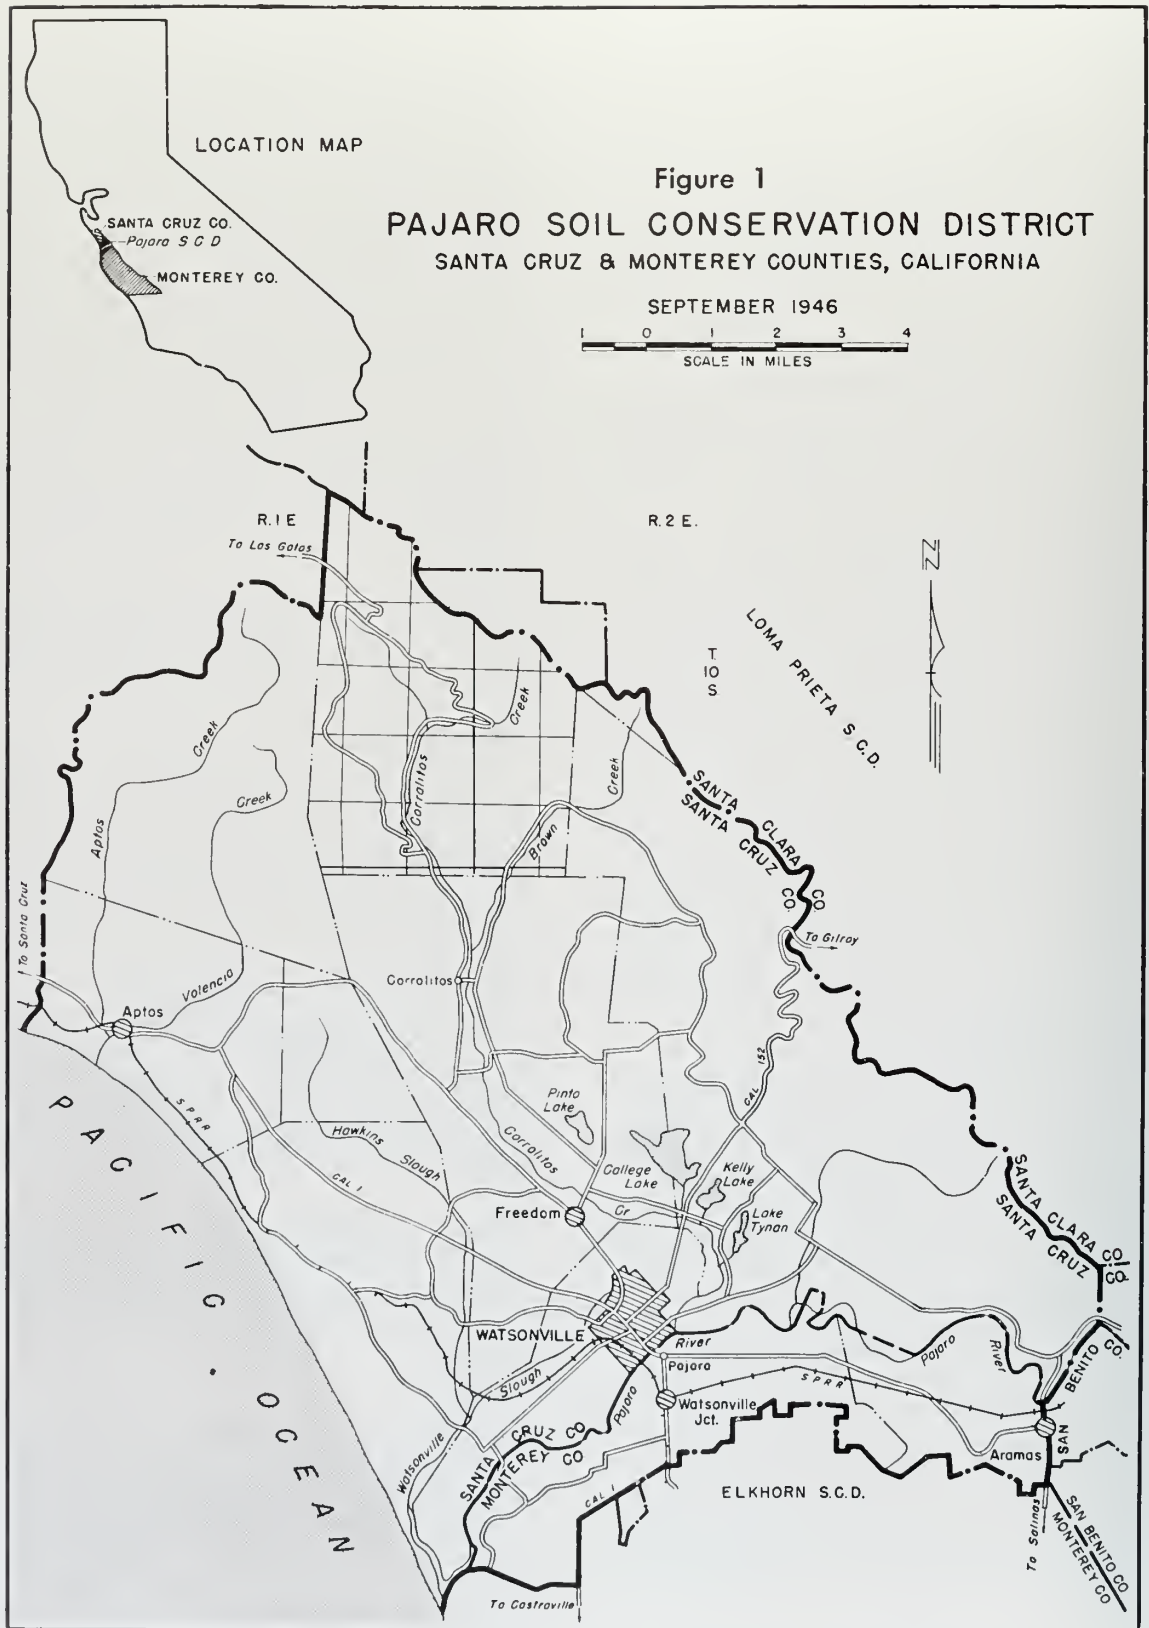 LOCATION MAP
SANTA CRUZ CO.
Pajaro S C D
MONTEREY CO.
Figure 1
PAJARO SOIL CONSERVATION DISTRICT
SANTA CRUZ & MONTEREY COUNTIES, CALIFORNIA
SEPTEMBER 1946
1 0 1 2 3 4
SCALE IN MILES
R. 1 E
R. 2 E.
To Los Gatos
N
T.
10
S
LOMA PRIETA S.C.D.
Aptos Creek
Creek
Valencia
Corralitos
Creek
Brown
Creek
SANTA CLARA CO.
SANTA CRUZ CO.
To Santa Cruz
To Gilroy
Corralitos
Aptos
CAL 152
SPRR
Pinto
Lake
Hawkins
Slough
Corralitos
Cr
College
Lake
Kelly
Lake
Lake
Tynan
CAL 1
Freedom
SANTA CLARA CO
SANTA CRUZ CO.
PACIFIC OCEAN
WATSONVILLE
River
Pajaro
Pajaro
River
SPRR
Slough
Pajaro
Watsonville
Jct.
SAN BENITO CO.
Watsonville
SANTA CRUZ CO
MONTEREY CO
Aramas
CAL 1
ELKHORN S.C.D.
To Salinas
SAN BENITO CO
MONTEREY CO
To Castroville